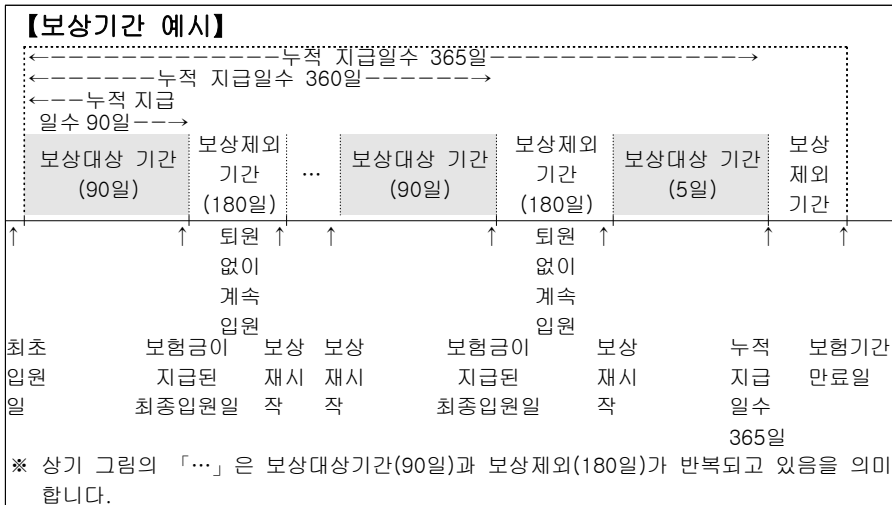 【보상기간 예시】
←−−−−−−−−−−−−−누적 지급일수 365일−−−−−−−−−−−−−−→
←−−−−−−누적 지급일수 360일−−−−−−→
←−−누적 지급
일수 90일−−→
보상대상 기간
(90일)
보상제외
기간
(180일)
…
보상대상 기간
(90일)
보상제외
기간
(180일)
보상대상 기간
(5일)
보상
제외
기간
↑ ↑ ↑ ↑ ↑ ↑ ↑ ↑
퇴원
없이
계속
입원
퇴원
없이
계속
입원
최초
입원
일
보험금이
지급된
최종입원일
보상
재시
작
보상
재시
작
보험금이
지급된
최종입원일
보상
재시
작
누적
지급
일수
365일
보험기간
만료일
※ 상기 그림의 「…」은 보상대상기간(90일)과 보상제외(180일)가 반복되고 있음을 의미
합니다.